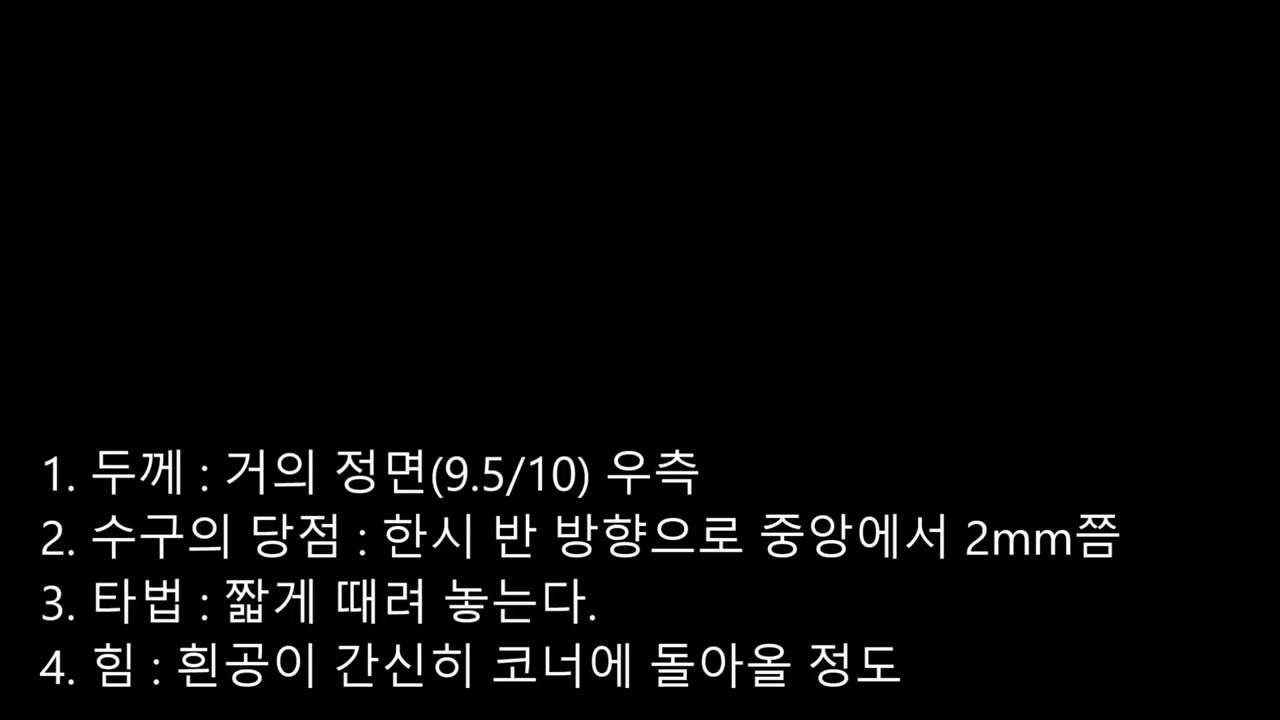 1. 두께 : 거의 정면(9.5/10) 우측
2. 수구의 당점 : 한시 반 방향으로 중앙에서 2mm쯤
3. 타법 : 짧게 때려 놓는다.
4. 힘 : 흰공이 간신히 코너에 돌아올 정도